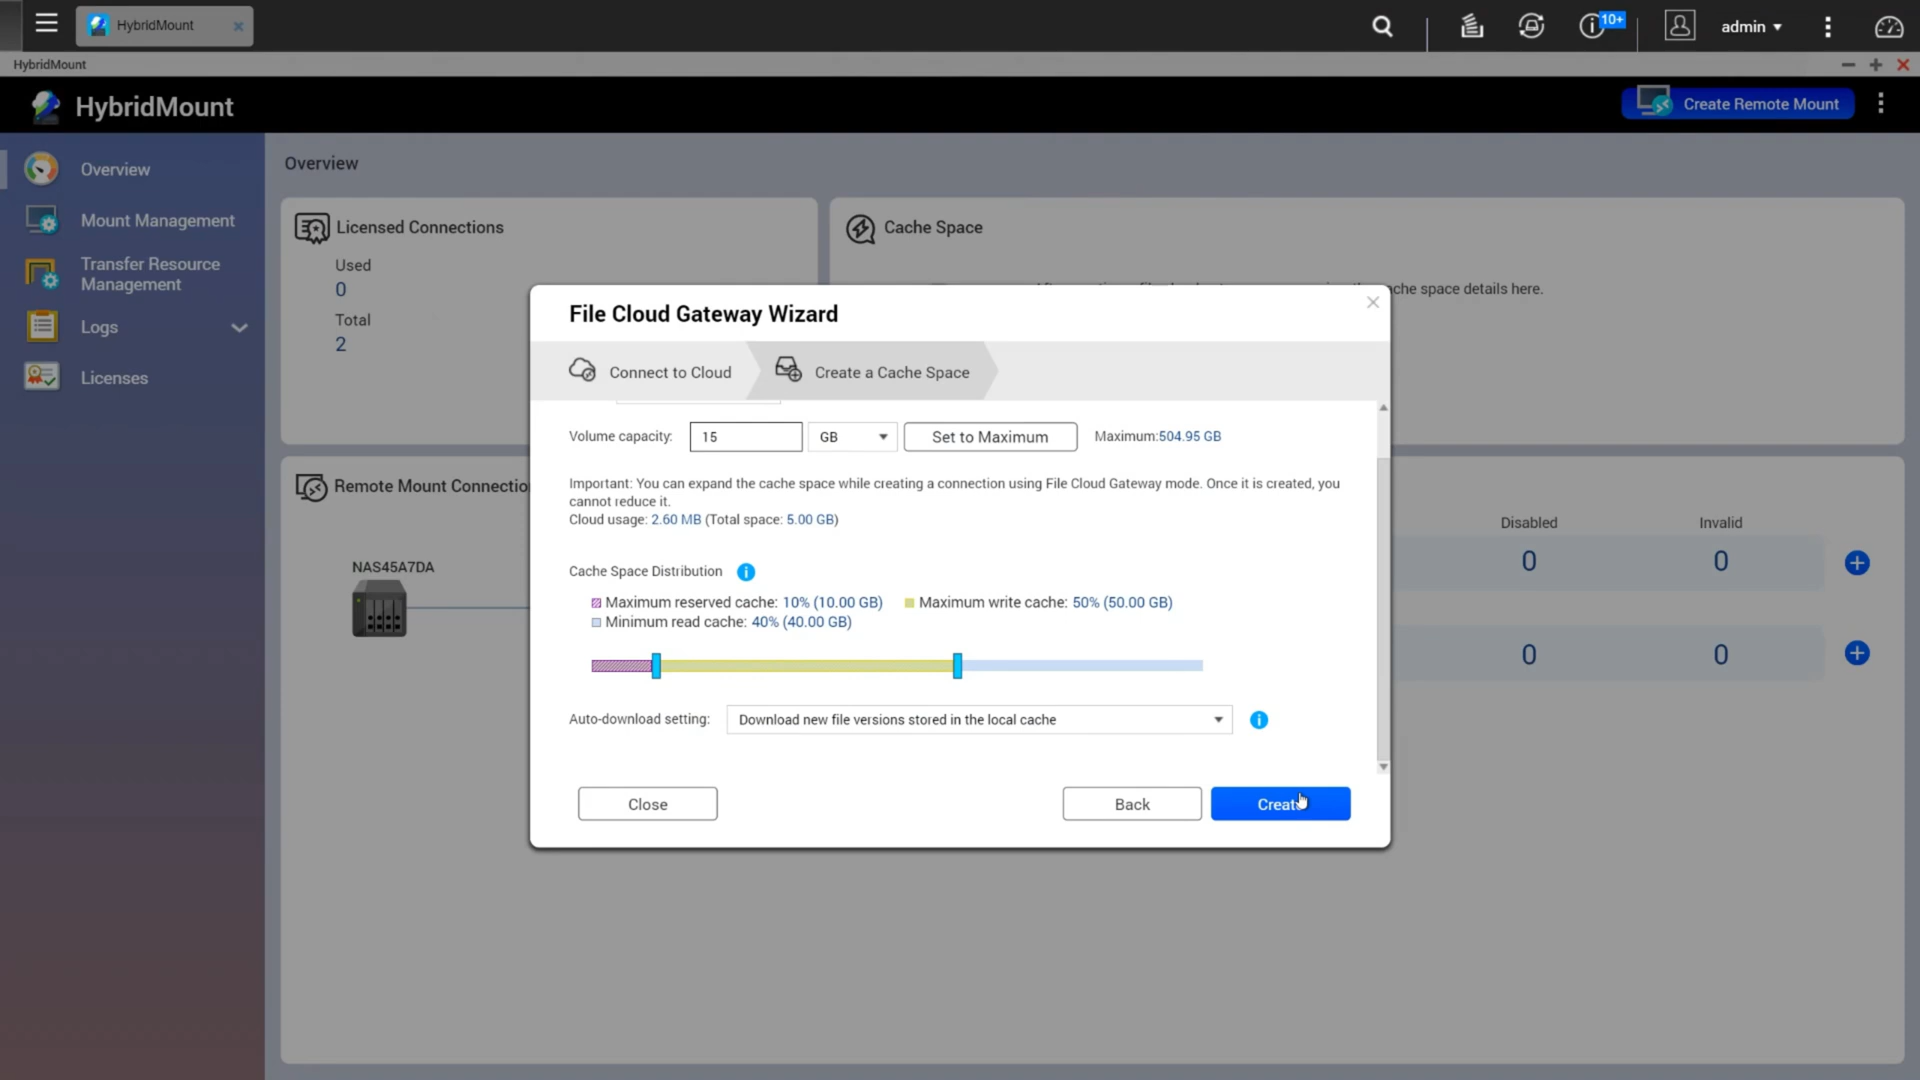 HybridMount
10+
admin
HybridMount
HybridMount
Create Remote Mount
Overview
Mount Management
Transfer Resource
Management
Logs
Licenses
Overview
Licensed Connections
Used
0
Total
2
Cache Space
ache space details here.
Remote Mount Connectio
NAS45A7DA
Disabled
Invalid
0
0
0
0
File Cloud Gateway Wizard
Connect to Cloud
Create a Cache Space
Volume capacity:
15
GB
Set to Maximum
Maximum:504.95 GB
Important: You can expand the cache space while creating a connection using File Cloud Gateway mode. Once it is created, you
cannot reduce it.
Cloud usage: 2.60 MB (Total space: 5.00 GB)
Cache Space Distribution
Maximum reserved cache: 10% (10.00 GB)
Maximum write cache: 50% (50.00 GB)
Minimum read cache: 40% (40.00 GB)
Auto-download setting:
Download new file versions stored in the local cache
Close
Back
Create